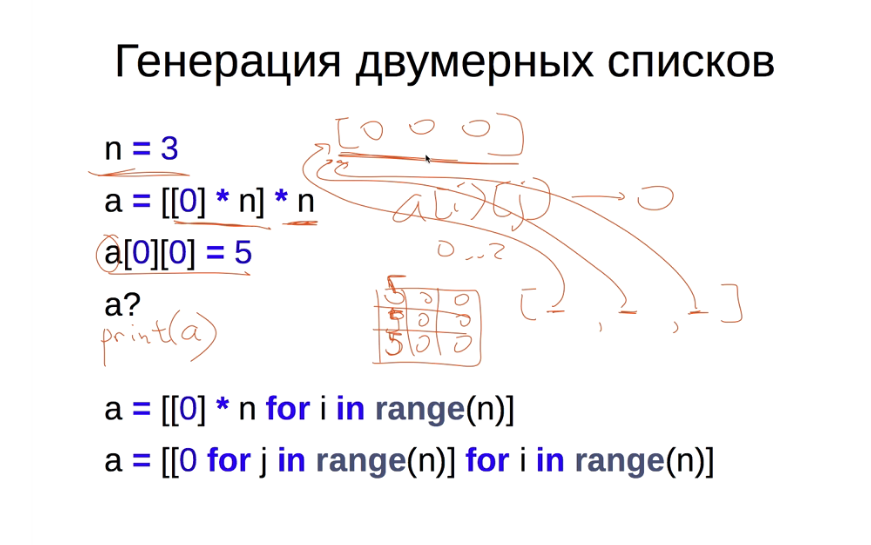 Генерация двумерных списков
[0 0 0]
n = 3
a = [[0] * n] * n
a[i][j] → 0
a[0][0] = 5
0..2
a?
[_, _, _]
print(a)
5 0 0
5 0 0
5 0 0
a = [[0] * n for i in range(n)]
a = [[0 for j in range(n)] for i in range(n)]